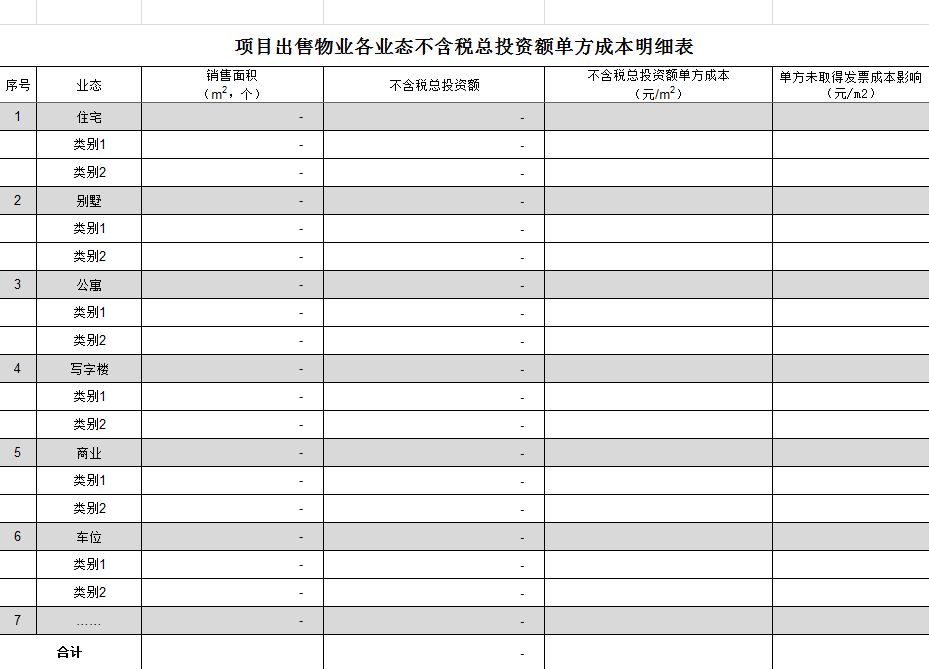 项目出售物业各业态不含税总投资额单方成本明细表
序号 业态 销售面积（m²，个） 不含税总投资额 不含税总投资额单方成本（元/m²） 单方未取得发票成本影响（元/m2）
1 住宅 - -
类别1 - -
类别2 - -
2 别墅 - -
类别1 - -
类别2 - -
3 公寓 - -
类别1 - -
类别2 - -
4 写字楼 - -
类别1 - -
类别2 - -
5 商业 - -
类别1 - -
类别2 - -
6 车位 - -
类别1 - -
类别2 - -
7 …… - -
合计 -